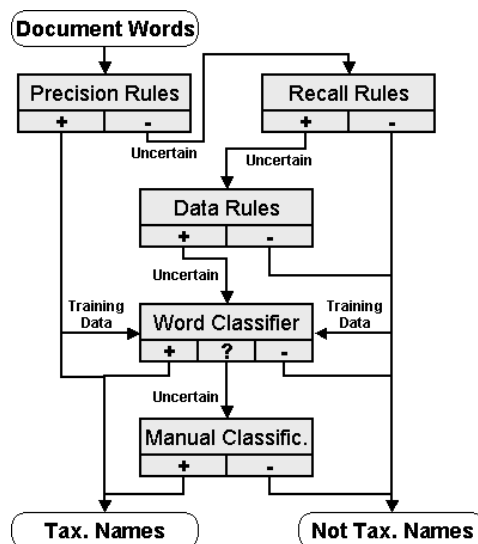 Document Words
Precision Rules
Recall Rules
+ -
+ -
Uncertain
Uncertain
Data Rules
+ -
Uncertain
Training
Data
Word Classifier
Training
Data
+ ? -
Uncertain
Manual Classific.
+ -
Tax. Names
Not Tax. Names